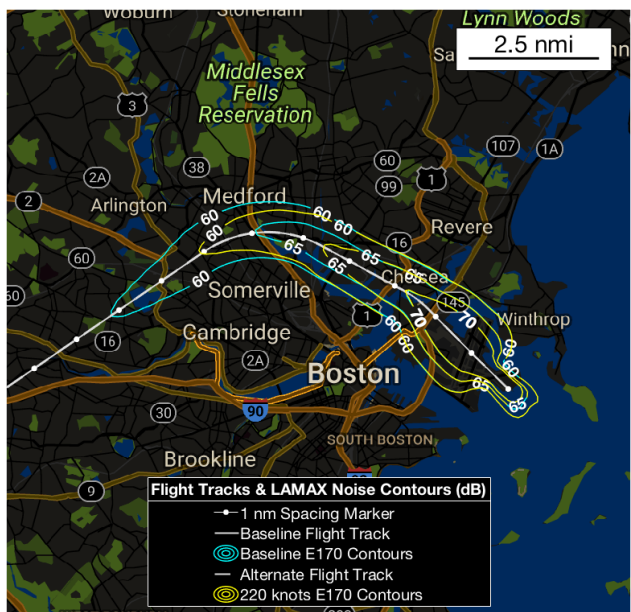 Woburn
Stoneham
Lynn Woods
2.5 nmi
Middlesex
Fells
Reservation
3
107
1A
38
60
2A
99
1
2
Arlington
Medford
60
60
60
60
Revere
60
65
16
65
60
60
65
65
Chelsea
Somerville
145
70
70
Winthrop
16
1
60
60
Cambridge
60
2A
60
Boston
65
65
30
90
SOUTH BOSTON
Brookline
9
Flight Tracks & LAMAX Noise Contours (dB)
1 nm Spacing Marker
Baseline Flight Track
Baseline E170 Contours
Alternate Flight Track
220 knots E170 Contours